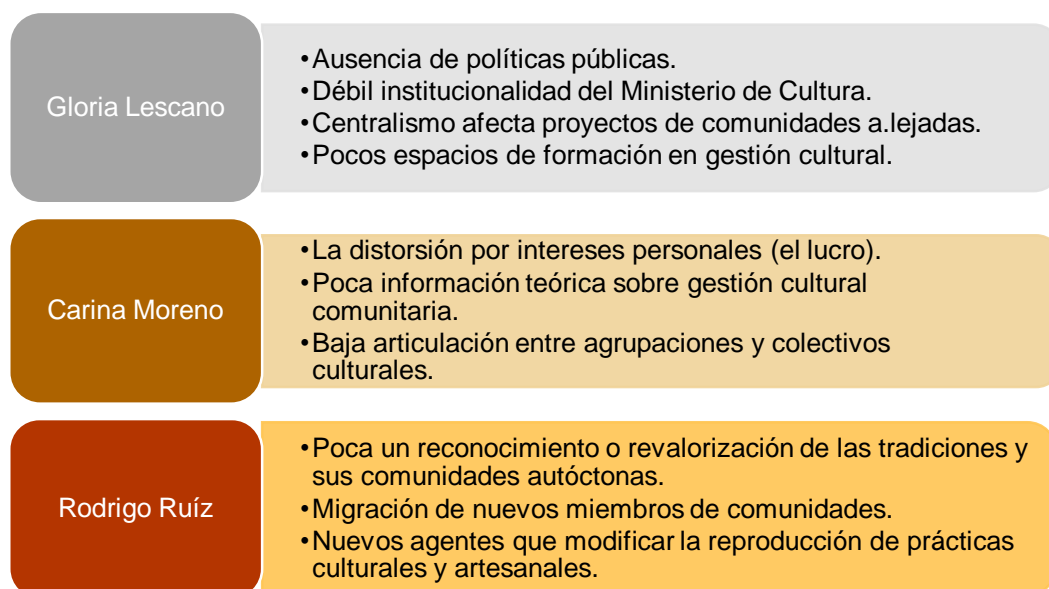 Gloria Lescano
•Ausencia de políticas públicas.
•Débil institucionalidad del Ministerio de Cultura.
•Centralismo afecta proyectos de comunidades a.lejadas.
•Pocos espacios de formación en gestión cultural.
Carina Moreno
•La distorsión por intereses personales (el lucro).
•Poca información teórica sobre gestión cultural
comunitaria.
•Baja articulación entre agrupaciones y colectivos
culturales.
Rodrigo Ruíz
•Poca un reconocimiento o revalorización de las tradiciones y
sus comunidades autóctonas.
•Migración de nuevos miembros de comunidades.
•Nuevos agentes que modificar la reproducción de prácticas
culturales y artesanales.